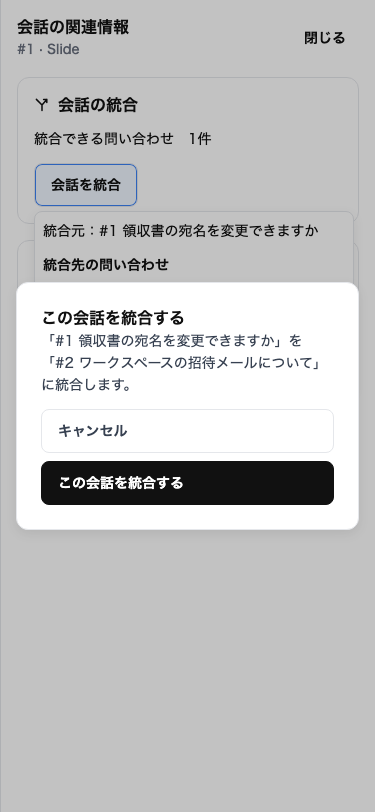 会話の関連情報
#1 · Slide
閉じる
会話の統合
統合できる問い合わせ　1件
会話を統合
統合元：#1 領収書の宛名を変更できますか
統合先の問い合わせ
この会話を統合する
「#1 領収書の宛名を変更できますか」を
「#2 ワークスペースの招待メールについて」
に統合します。
キャンセル
この会話を統合する